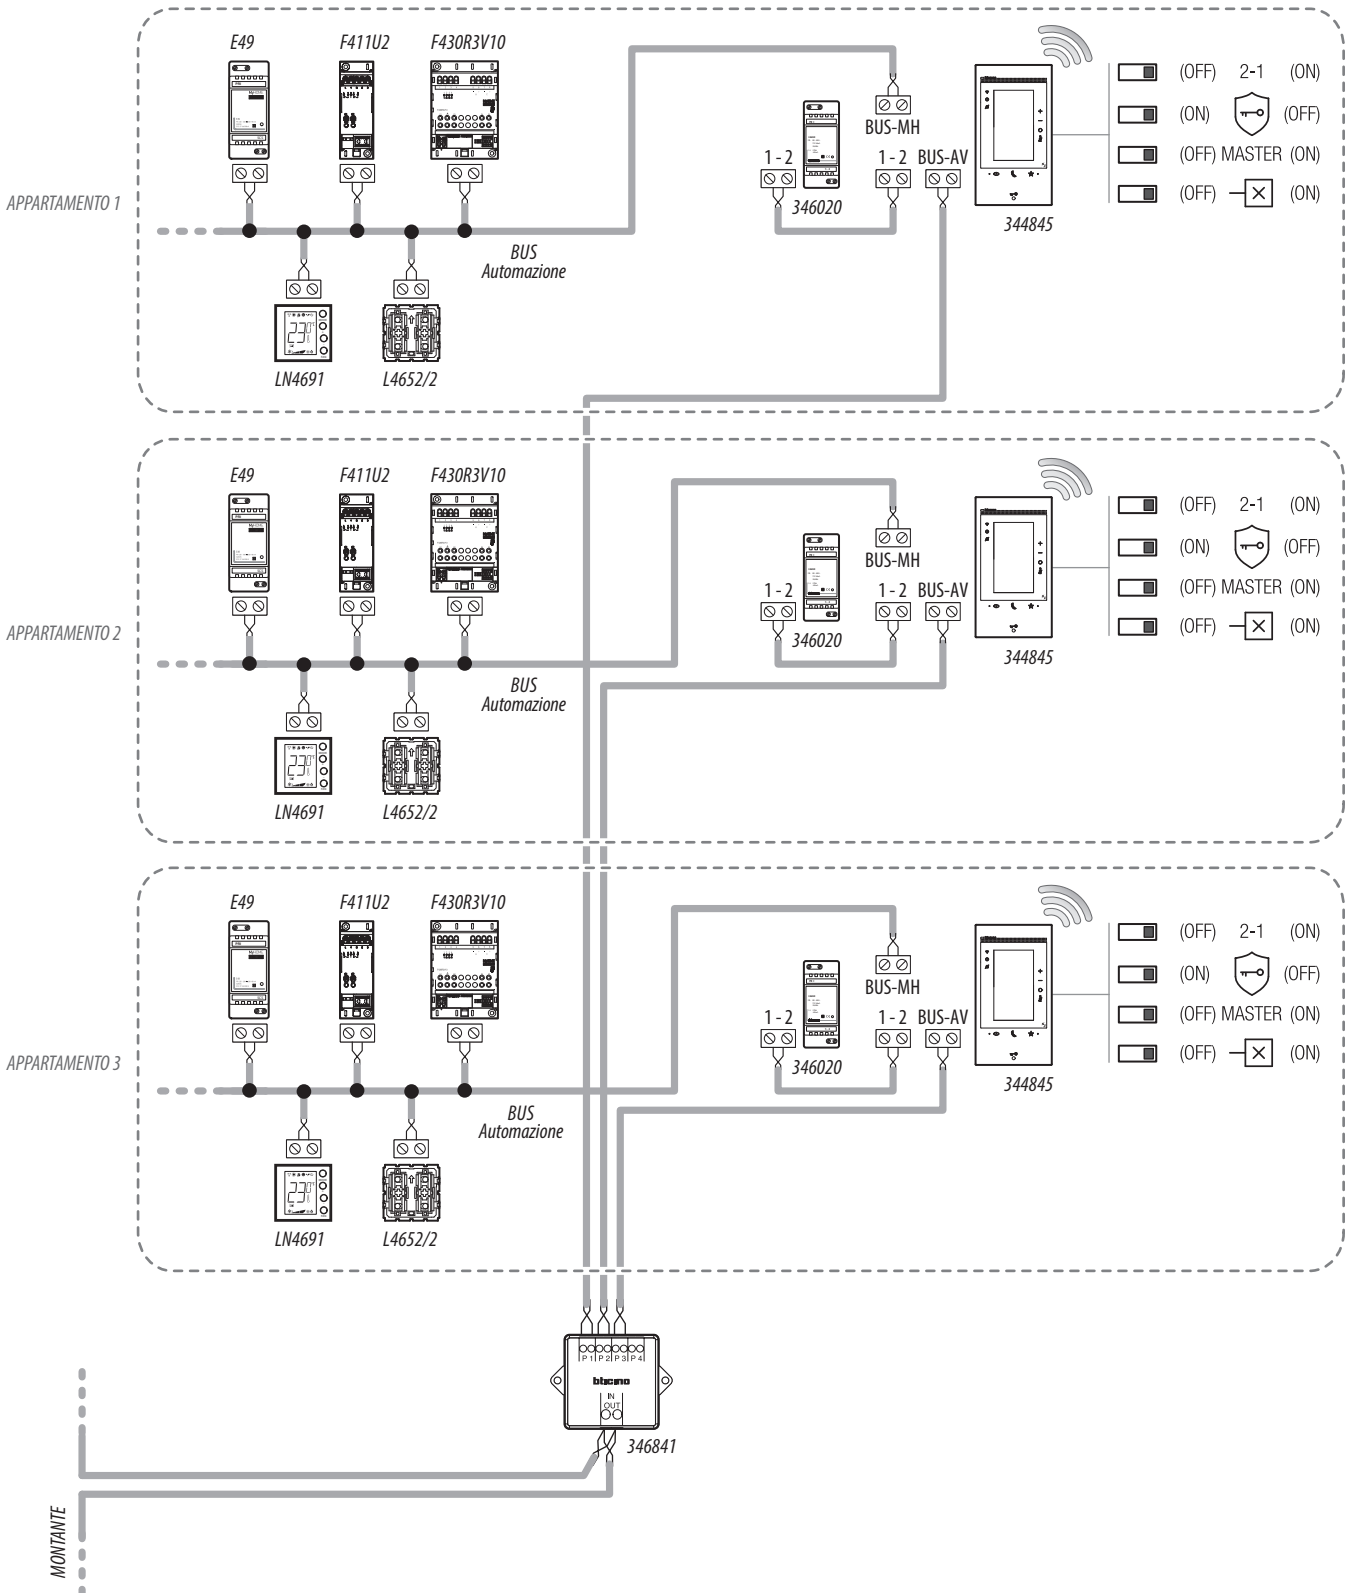 E49 F411U2 F430R3V10
BUS-MH
1 - 2 1 - 2 BUS-AV
346020
344845
(OFF) 2-1 (ON)
(ON) (OFF)
(OFF) MASTER (ON)
(OFF) (ON)
APPARTAMENTO 1
BUS
Automazione
LN4691 L4652/2
E49 F411U2 F430R3V10
BUS-MH
1 - 2 1 - 2 BUS-AV
346020
344845
(OFF) 2-1 (ON)
(ON) (OFF)
(OFF) MASTER (ON)
(OFF) (ON)
APPARTAMENTO 2
BUS
Automazione
LN4691 L4652/2
E49 F411U2 F430R3V10
BUS-MH
1 - 2 1 - 2 BUS-AV
346020
344845
(OFF) 2-1 (ON)
(ON) (OFF)
(OFF) MASTER (ON)
(OFF) (ON)
APPARTAMENTO 3
BUS
Automazione
LN4691 L4652/2
P1 P2 P3 P4
bticino
IN
OUT
346841
MONTANTE